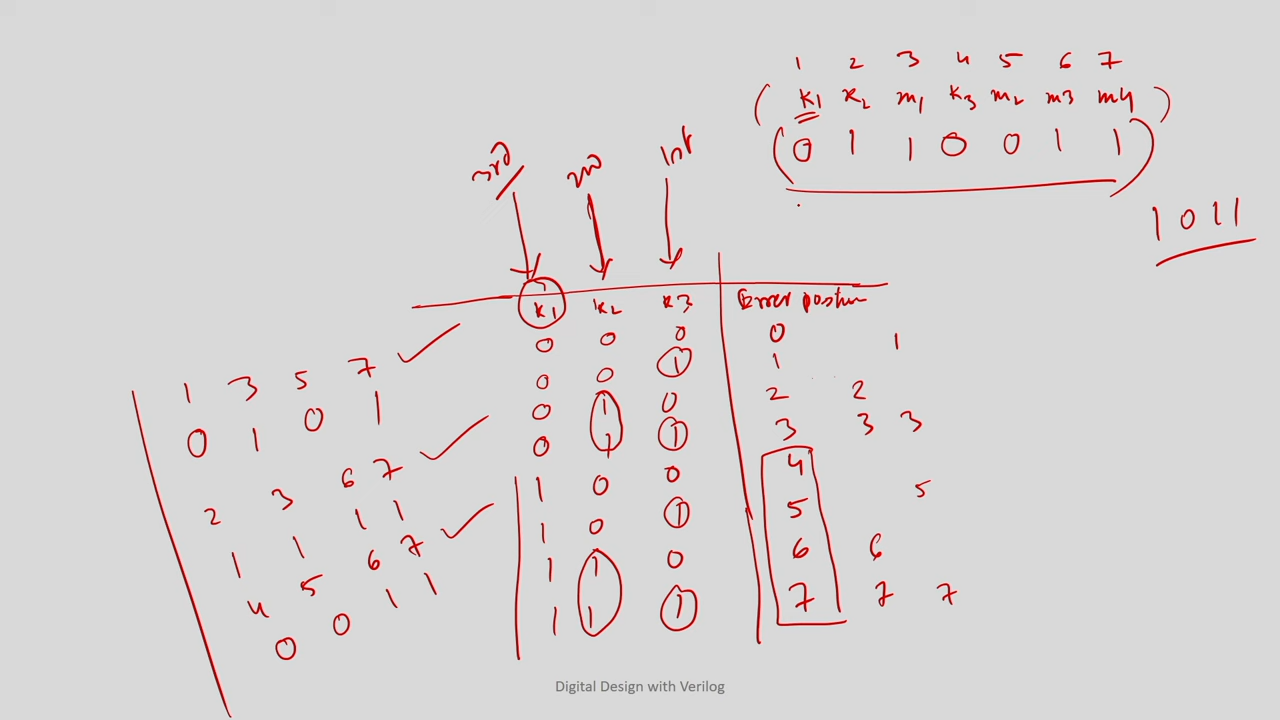 1 2 3 4 5 6 7
( k1 k2 m1 k3 m2 m3 m4 )
( 0 1 1 0 0 1 1 )
1 0 1 1
3rd 2nd 1st
k1 k2 k3 Error position
0 0 0 0
0 0 1 1 1
0 1 0 2 2
0 1 1 3 3 3
1 0 0 4
1 0 1 5 5
1 1 0 6 6
1 1 1 7 7 7
1 3 5 7
0 1 0 1
2 3 6 7
1 1 1 1
4 5 6 7
0 0 1 1
Digital Design with Verilog